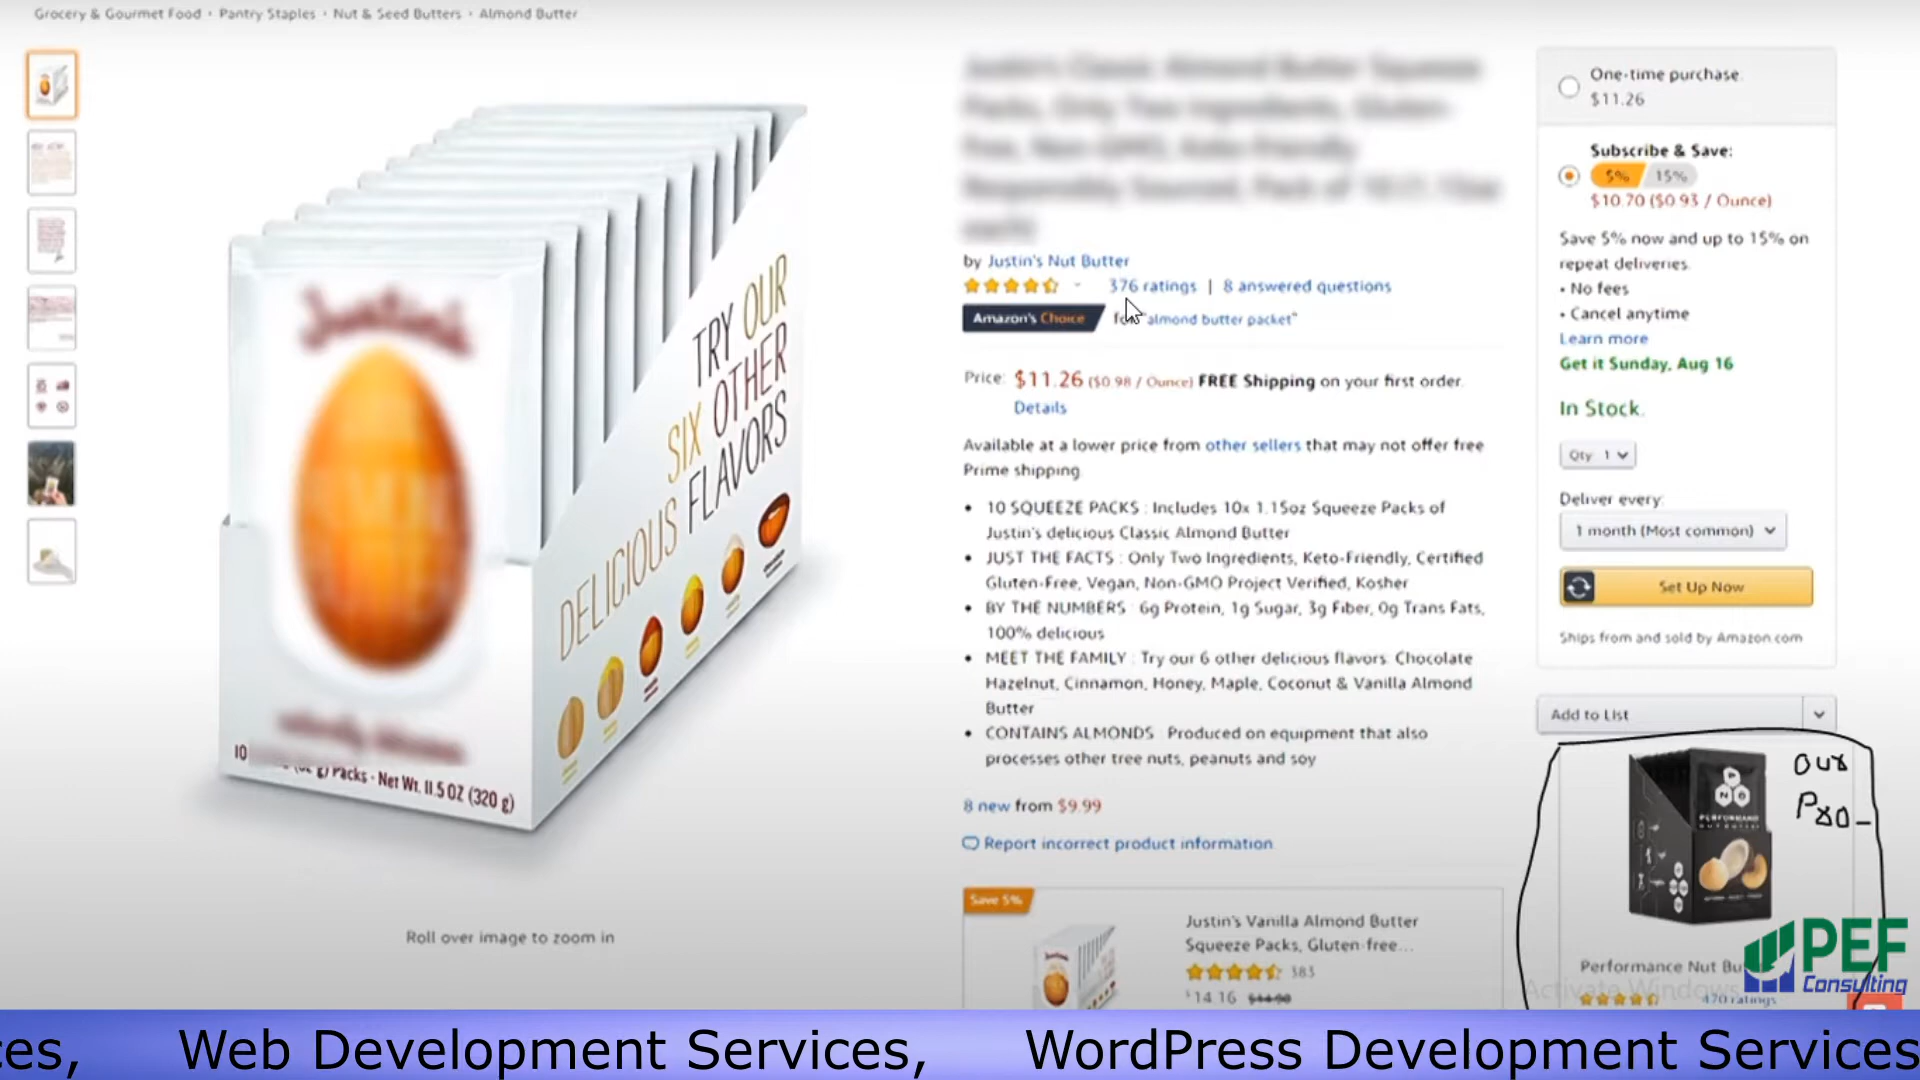 Grocery & Gourmet Food › Pantry Staples › Nut & Seed Butters › Almond Butter
by Justin's Nut Butter
376 ratings | 8 answered questions
Amazon's Choice for "almond butter packet"
Price: $11.26 ($0.98 / Ounce) FREE Shipping on your first order.
Details
Available at a lower price from other sellers that may not offer free
Prime shipping.
• 10 SQUEEZE PACKS : Includes 10x 1.15oz Squeeze Packs of
Justin's delicious Classic Almond Butter
• JUST THE FACTS : Only Two Ingredients, Keto-Friendly, Certified
Gluten-Free, Vegan, Non-GMO Project Verified, Kosher
• BY THE NUMBERS : 6g Protein, 1g Sugar, 3g Fiber, 0g Trans Fats,
100% delicious
• MEET THE FAMILY : Try our 6 other delicious flavors: Chocolate
Hazelnut, Cinnamon, Honey, Maple, Coconut & Vanilla Almond
Butter
• CONTAINS ALMONDS : Produced on equipment that also
processes other tree nuts, peanuts and soy
8 new from $9.99
Report incorrect product information
Save 5%
Justin's Vanilla Almond Butter
Squeeze Packs, Gluten-free...
383
$14.16 $14.90
TRY OUR
SIX OTHER
DELICIOUS FLAVORS
Justin's
10
Packs · Net Wt. 11.5 OZ (320 g)
Roll over image to zoom in
One-time purchase:
$11.26
Subscribe & Save:
5% 15%
$10.70 ($0.93 / Ounce)
Save 5% now and up to 15% on
repeat deliveries.
• No fees
• Cancel anytime
Learn more
Get it Sunday, Aug 16
In Stock.
Qty: 1
Deliver every:
1 month (Most common)
Set Up Now
Ships from and sold by Amazon.com
Add to List
our
Pro_
PNB
PERFORMANCE
NUT BUTTER
Performance Nut Bu
470 ratings
Activate Windows
PEF
Consulting
es, Web Development Services, WordPress Development Services